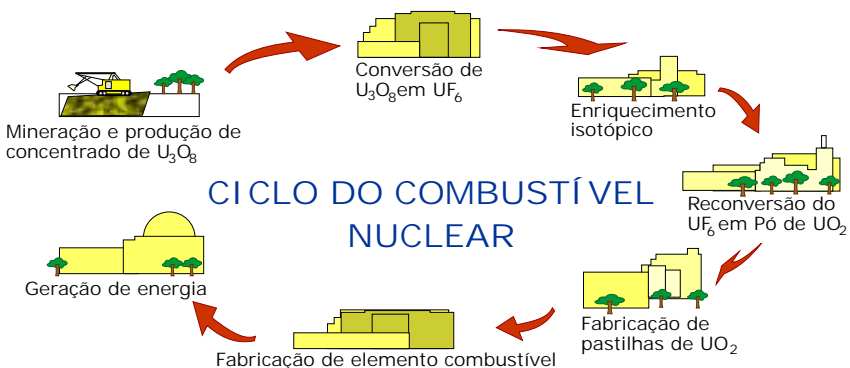 Mineração e produção de
concentrado de U₃O₈
Conversão de
U₃O₈em UF₆
Enriquecimento
isotópico
Reconversão do
UF₆ em Pó de UO₂
Fabricação de
pastilhas de UO₂
Fabricação de elemento combustível
Geração de energia
CICLO DO COMBUSTÍVEL
NUCLEAR